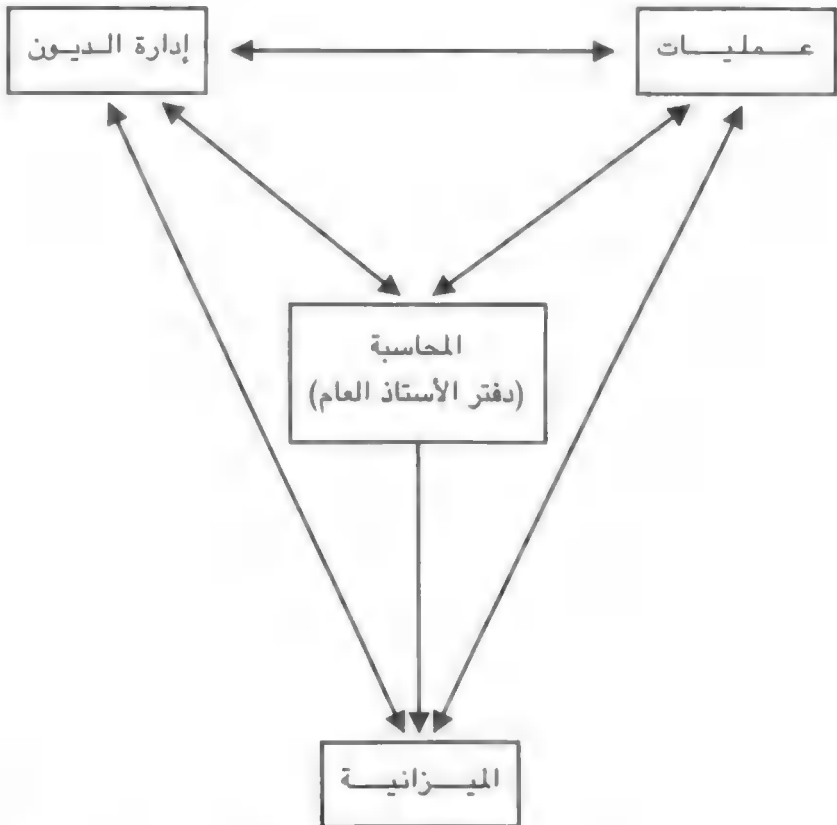 عمليات
إدارة الديون
المحاسبة
(دفتر الأستاذ العام)
الميزانية